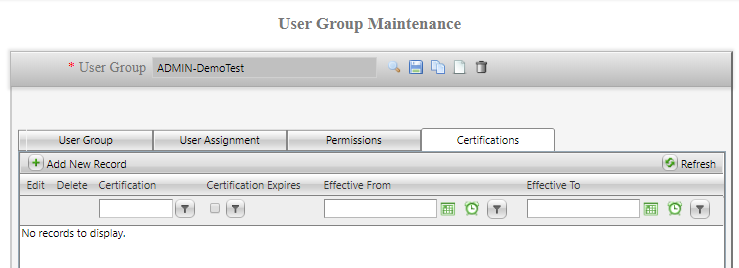 User Group Maintenance
* User Group ADMIN-DemoTest
User Group User Assignment Permissions Certifications
Add New Record Refresh
Edit Delete Certification Certification Expires Effective From Effective To
No records to display.